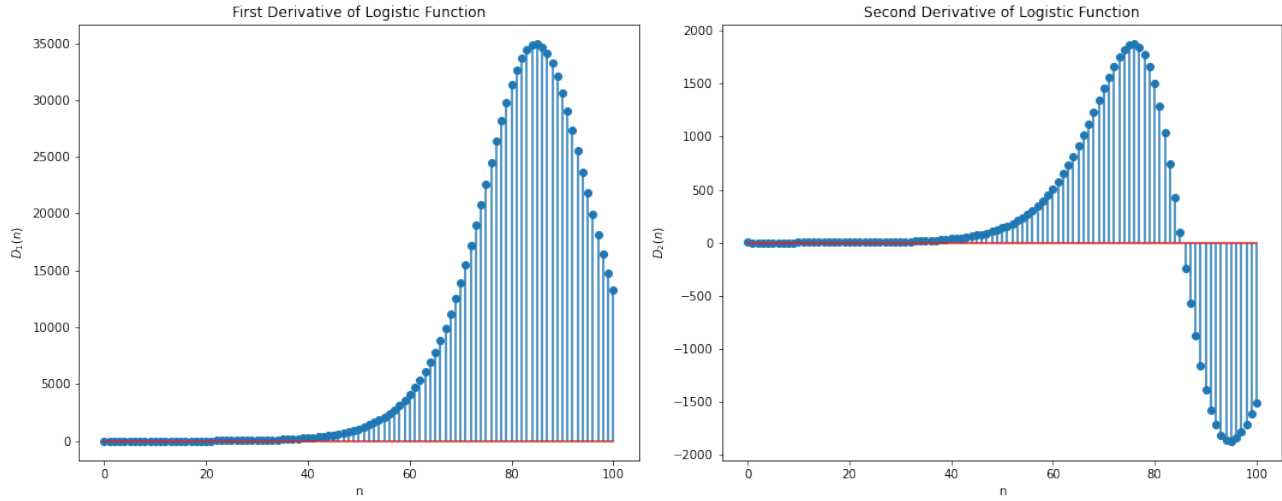 First Derivative of Logistic Function
35000
30000
25000
20000
15000
10000
5000
0
D₁(n)
0 20 40 60 80 100
n
Second Derivative of Logistic Function
2000
1500
1000
500
0
−500
−1000
−1500
−2000
D₂(n)
0 20 40 60 80 100
n